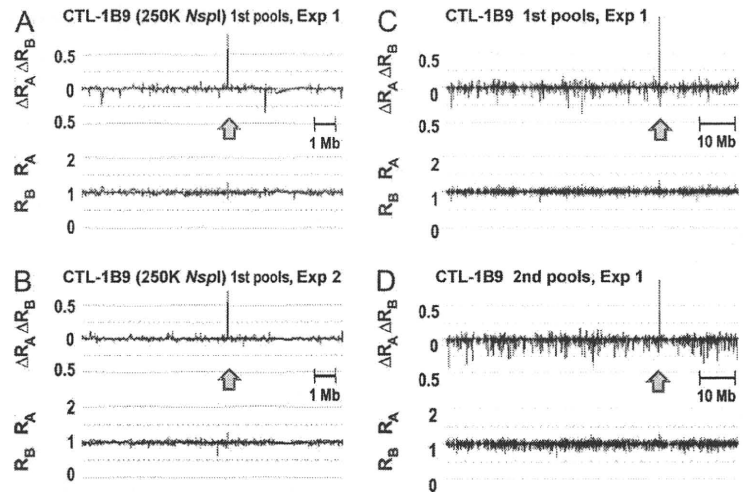 A
CTL-1B9 (250K NspI) 1st pools, Exp 1
ΔRA ΔRB
0.5
0
0.5
1 Mb
RB RA
2
1
0
B
CTL-1B9 (250K NspI) 1st pools, Exp 2
ΔRA ΔRB
0.5
0
0.5
1 Mb
RB RA
2
1
0
C
CTL-1B9 1st pools, Exp 1
ΔRA ΔRB
0.5
0
0.5
10 Mb
RB RA
2
1
0
D
CTL-1B9 2nd pools, Exp 1
ΔRA ΔRB
0.5
0
0.5
10 Mb
RB RA
2
1
0